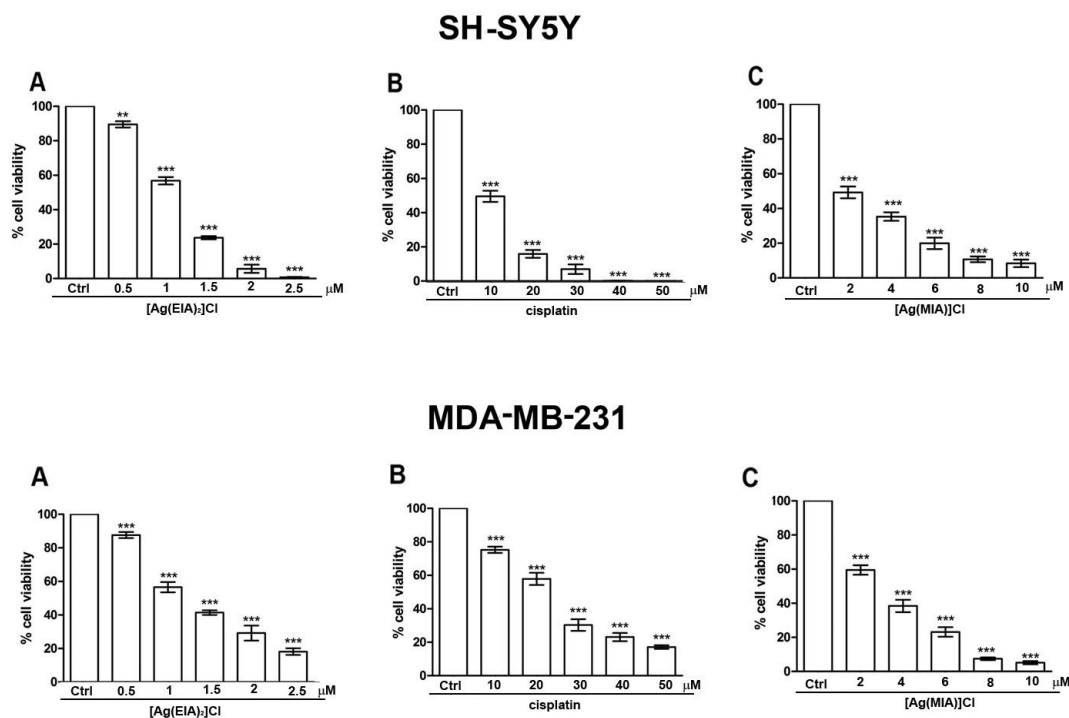 SH-SY5Y
A
% cell viability
100
80
60
40
20
0
**
***
***
***
***
Ctrl 0.5 1 1.5 2 2.5 μM
[Ag(EIA)₂]Cl
B
% cell viability
100
80
60
40
20
0
***
***
***
***
***
Ctrl 10 20 30 40 50 μM
cisplatin
C
% cell viability
100
80
60
40
20
0
***
***
***
***
***
Ctrl 2 4 6 8 10 μM
[Ag(MIA)]Cl
MDA-MB-231
A
% cell viability
100
80
60
40
20
0
***
***
***
***
***
Ctrl 0.5 1 1.5 2 2.5 μM
[Ag(EIA)₂]Cl
B
% cell viability
100
80
60
40
20
0
***
***
***
***
***
Ctrl 10 20 30 40 50 μM
cisplatin
C
% cell viability
100
80
60
40
20
0
***
***
***
***
***
Ctrl 2 4 6 8 10 μM
[Ag(MIA)]Cl